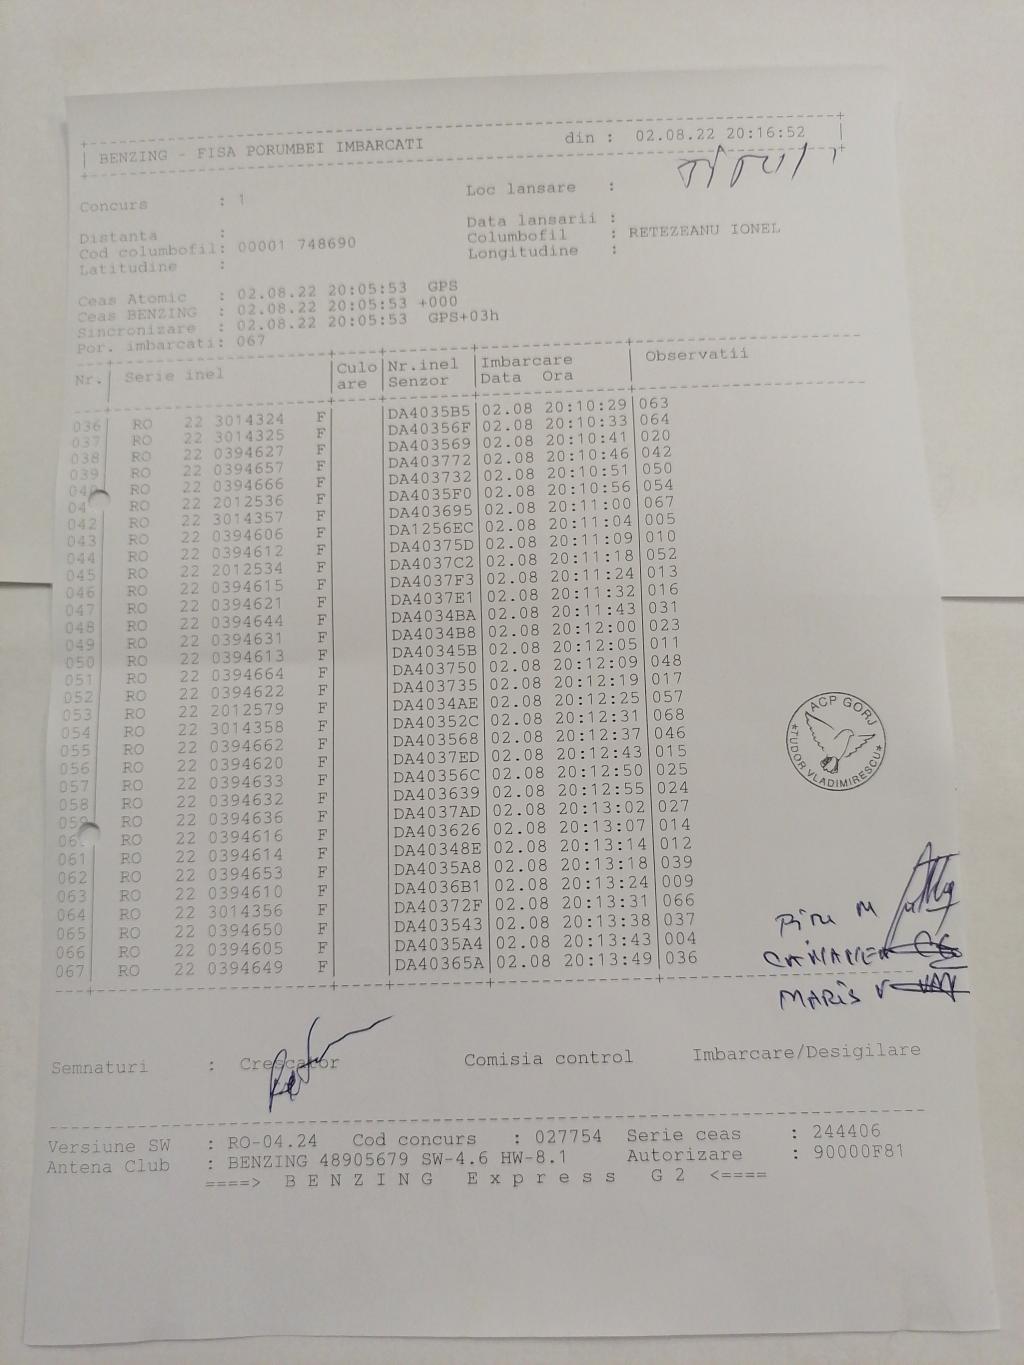 BENZING - FISA PORUMBEI IMBARCATI din : 02.08.22 20:16:52
Concurs : 1 Loc lansare :
Distanta : Data lansarii :
Cod columbofil: 00001 748690 Columbofil : RETEZEANU IONEL
Latitudine : Longitudine :
Ceas Atomic : 02.08.22 20:05:53 GPS
Ceas BENZING : 02.08.22 20:05:53 +000
Sincronizare : 02.08.22 20:05:53 GPS+03h
Por. imbarcati: 067
Nr. Serie inel Culo Nr.inel Imbarcare Observatii
are Senzor Data Ora
036 RO 22 3014324 F DA4035B5 02.08 20:10:29 063
037 RO 22 3014325 F DA40356F 02.08 20:10:33 064
038 RO 22 0394627 F DA403569 02.08 20:10:41 020
039 RO 22 0394657 F DA403772 02.08 20:10:46 042
04 RO 22 0394666 F DA403732 02.08 20:10:51 050
04 RO 22 2012536 F DA4035F0 02.08 20:10:56 054
042 RO 22 3014357 F DA403695 02.08 20:11:00 067
043 RO 22 0394606 F DA1256EC 02.08 20:11:04 005
044 RO 22 0394612 F DA40375D 02.08 20:11:09 010
045 RO 22 2012534 F DA4037C2 02.08 20:11:18 052
046 RO 22 0394615 F DA4037F3 02.08 20:11:24 013
047 RO 22 0394621 F DA4037E1 02.08 20:11:32 016
048 RO 22 0394644 F DA4034BA 02.08 20:11:43 031
049 RO 22 0394631 F DA4034B8 02.08 20:12:00 023
050 RO 22 0394613 F DA40345B 02.08 20:12:05 011
051 RO 22 0394664 F DA403750 02.08 20:12:09 048
052 RO 22 0394622 F DA403735 02.08 20:12:19 017
053 RO 22 2012579 F DA4034AE 02.08 20:12:25 057
054 RO 22 3014358 F DA40352C 02.08 20:12:31 068
055 RO 22 0394662 F DA403568 02.08 20:12:37 046
056 RO 22 0394620 F DA4037ED 02.08 20:12:43 015
057 RO 22 0394633 F DA40356C 02.08 20:12:50 025
058 RO 22 0394632 F DA403639 02.08 20:12:55 024
059 RO 22 0394636 F DA4037AD 02.08 20:13:02 027
06 RO 22 0394616 F DA403626 02.08 20:13:07 014
061 RO 22 0394614 F DA40348E 02.08 20:13:14 012
062 RO 22 0394653 F DA4035A8 02.08 20:13:18 039
063 RO 22 0394610 F DA4036B1 02.08 20:13:24 009
064 RO 22 3014356 F DA40372F 02.08 20:13:31 066
065 RO 22 0394650 F DA403543 02.08 20:13:38 037
066 RO 22 0394605 F DA4035A4 02.08 20:13:43 004
067 RO 22 0394649 F DA40365A 02.08 20:13:49 036
ACP GORJ
*TUDOR VLADIMIRESCU*
MARIS V
Semnaturi : Crescator Comisia control Imbarcare/Desigilare
Versiune SW : RO-04.24 Cod concurs : 027754 Serie ceas : 244406
Antena Club : BENZING 48905679 SW-4.6 HW-8.1 Autorizare : 90000F81
====> BENZING Express G2 <====